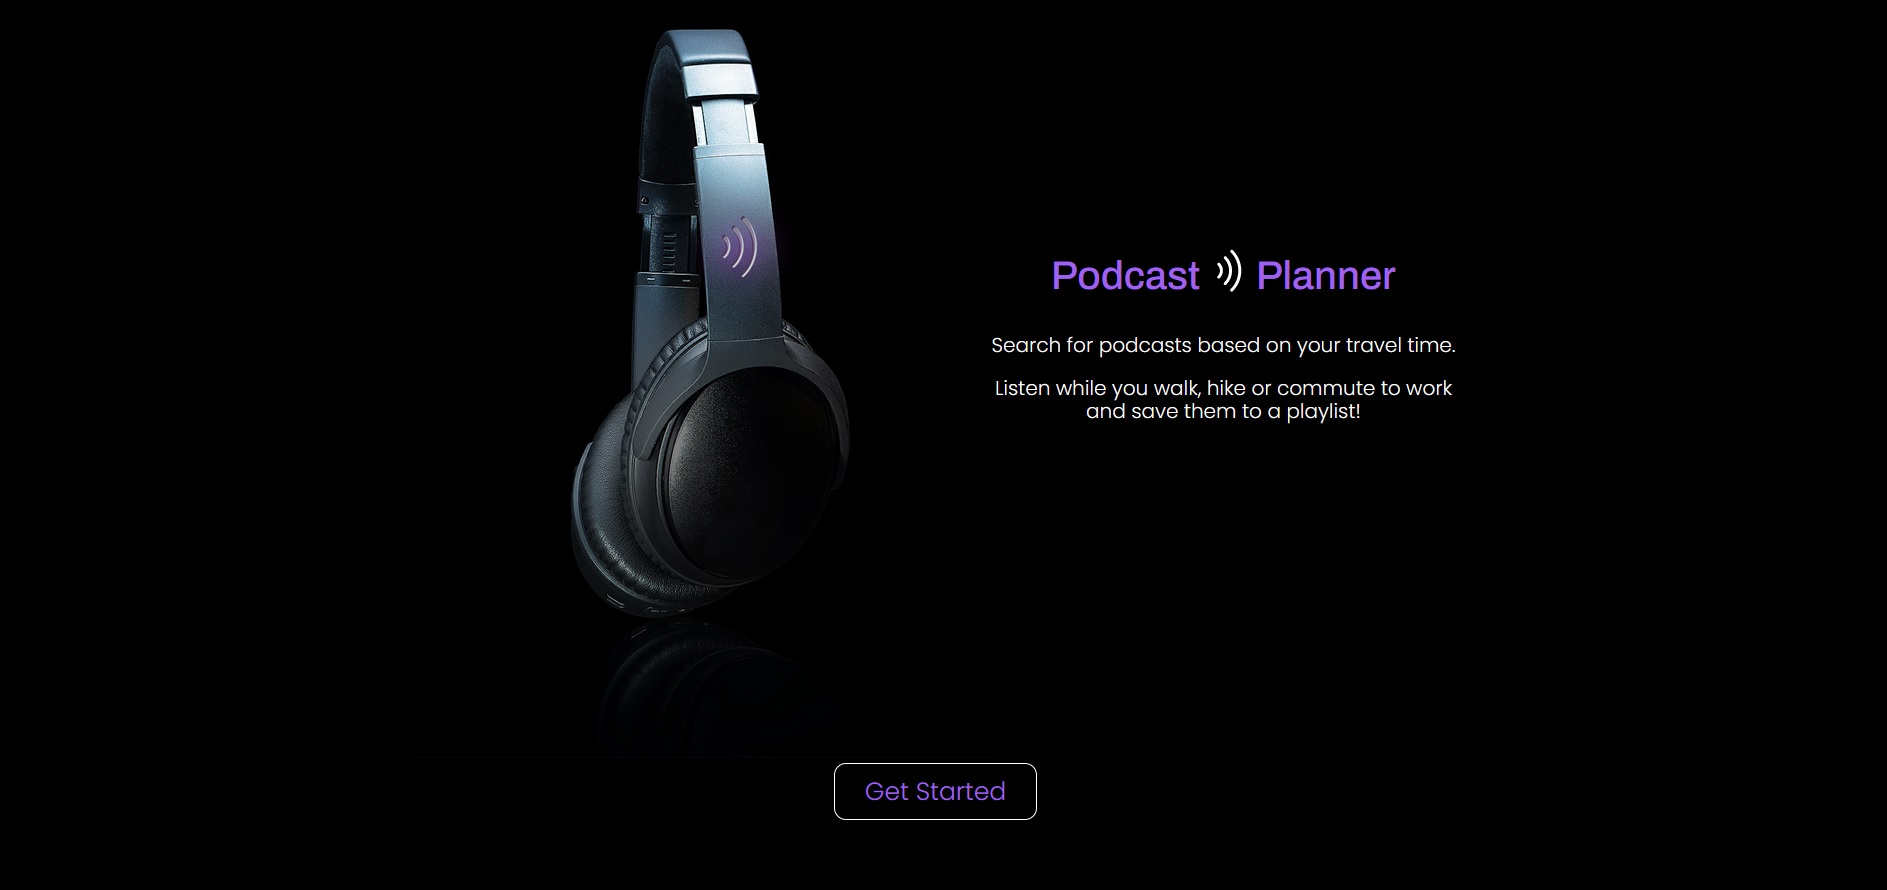 Podcast Planner
Search for podcasts based on your travel time.
Listen while you walk, hike or commute to work
and save them to a playlist!
Get Started